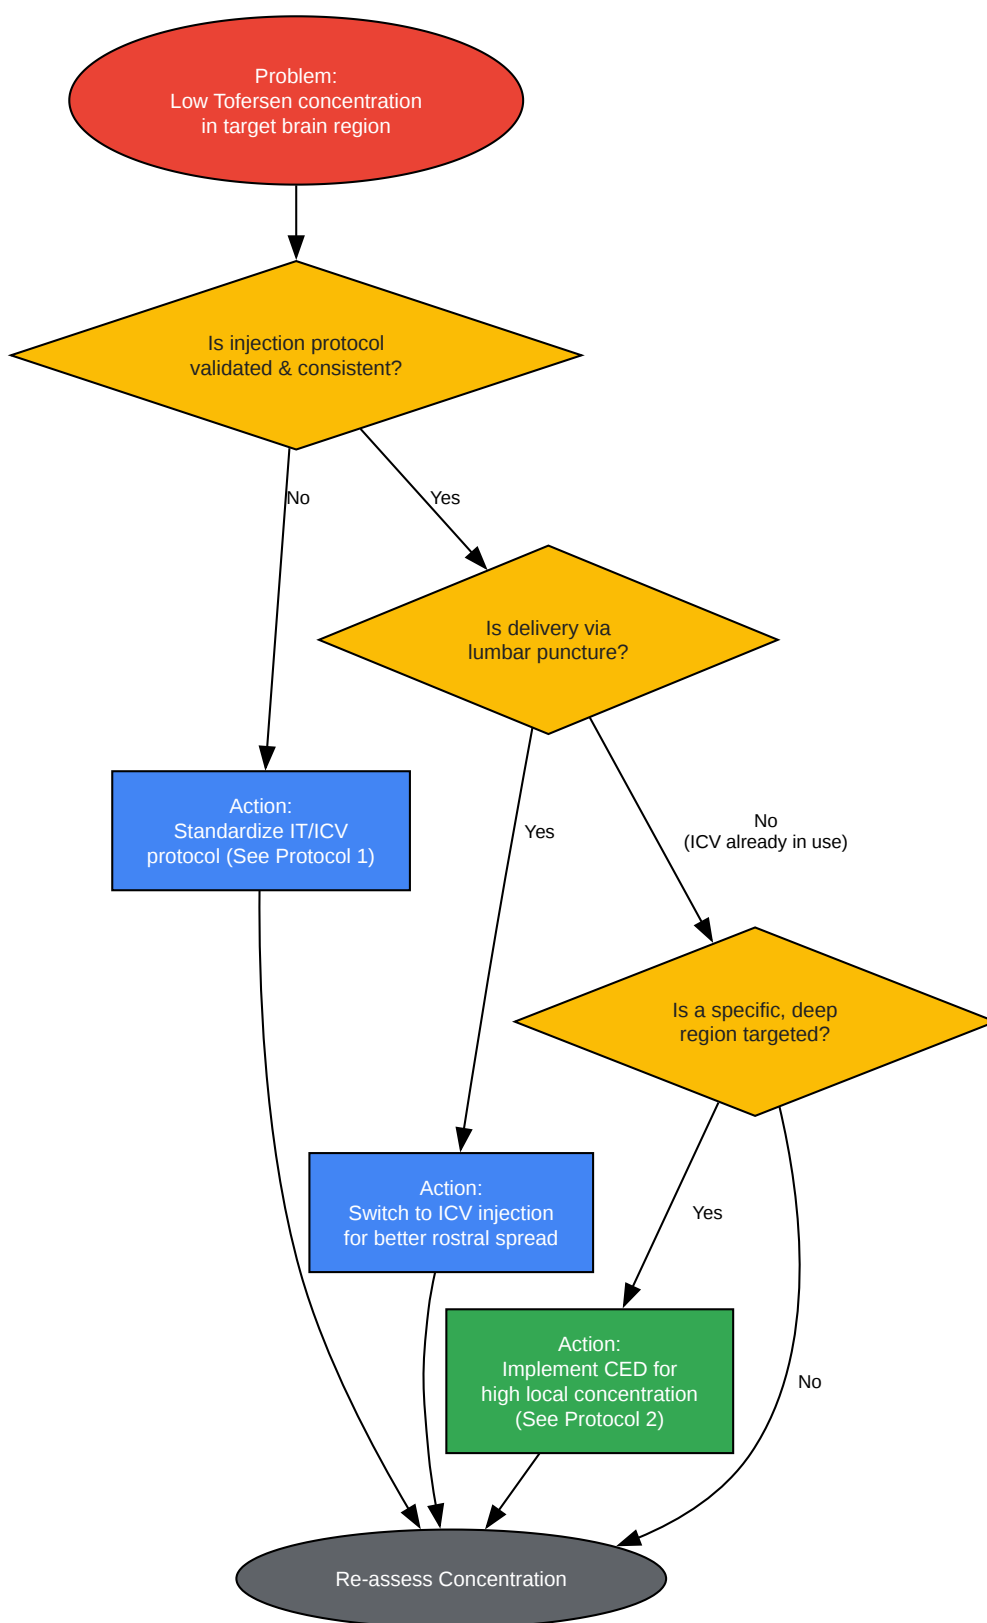 Problem:
Low Tofersen concentration
in target brain region
Is injection protocol
validated & consistent?
No
Yes
Is delivery via
lumbar puncture?
Action:
Standardize IT/ICV
protocol (See Protocol 1)
Yes
No
(ICV already in use)
Is a specific, deep
region targeted?
Action:
Switch to ICV injection
for better rostral spread
Yes
Action:
Implement CED for
high local concentration
(See Protocol 2)
No
Re-assess Concentration